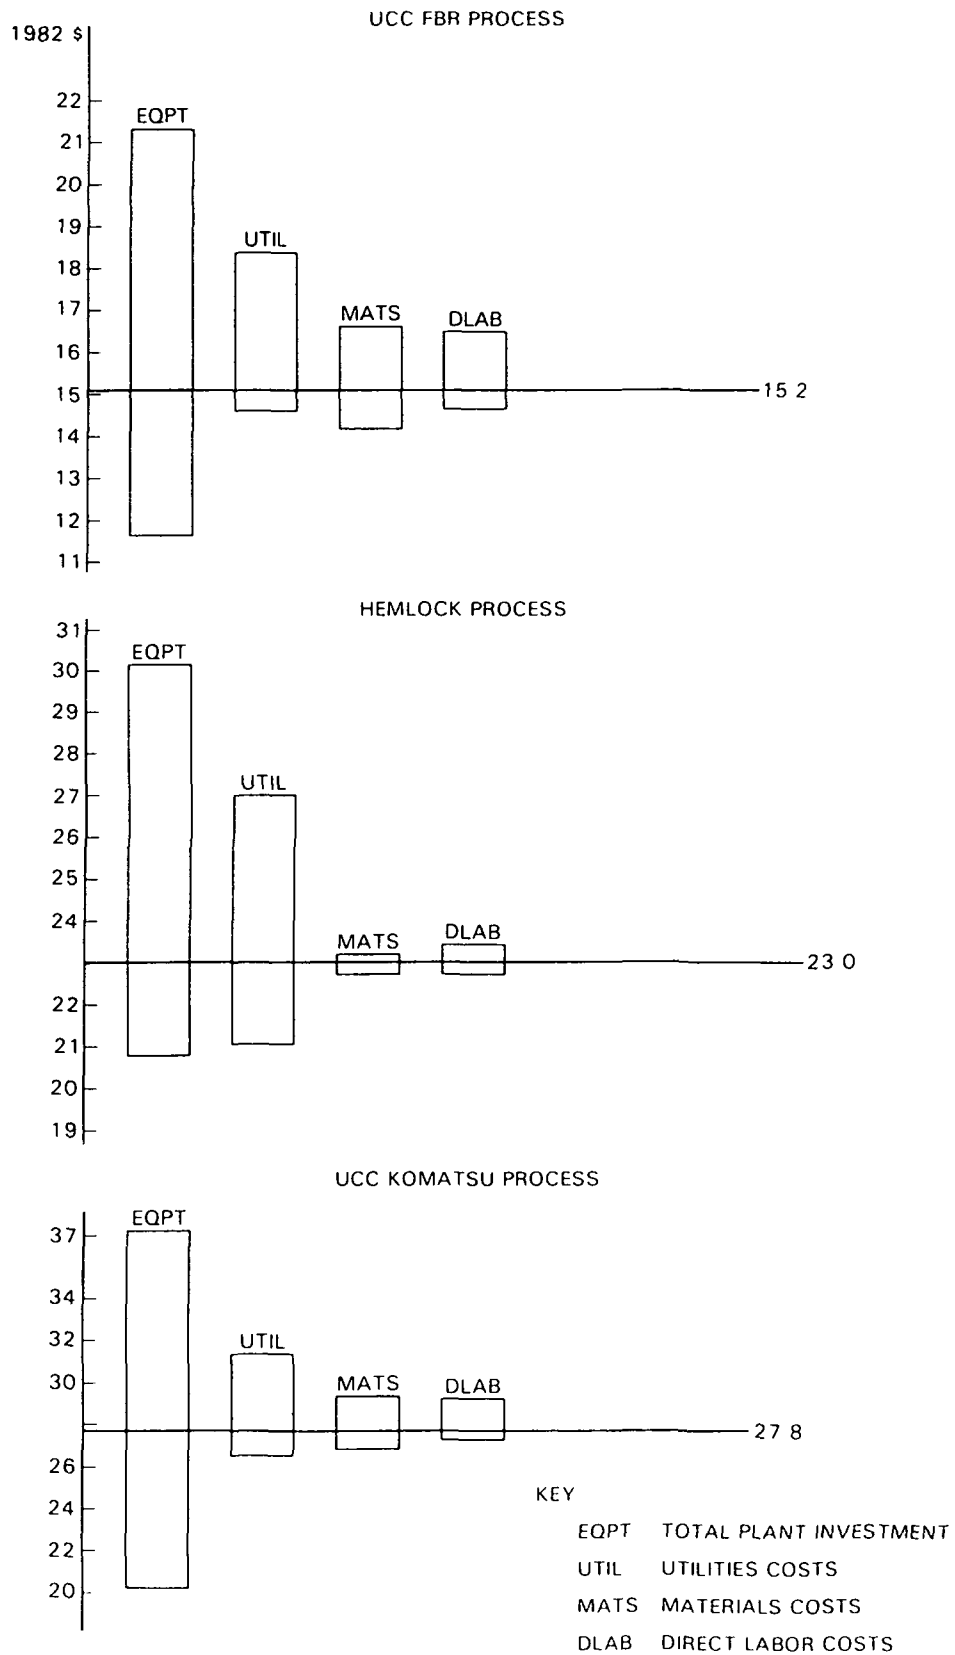 UCC FBR PROCESS
1982 $
22
EQPT
21
20
19
UTIL
18
17
MATS
DLAB
16
15
15 2
14
13
12
11
HEMLOCK PROCESS
31
EQPT
30
29
28
UTIL
27
26
25
24
DLAB
MATS
23 0
22
21
20
19
UCC KOMATSU PROCESS
EQPT
37
34
32
UTIL
30
MATS
DLAB
27 8
26
24
22
20
KEY
EQPT TOTAL PLANT INVESTMENT
UTIL UTILITIES COSTS
MATS MATERIALS COSTS
DLAB DIRECT LABOR COSTS